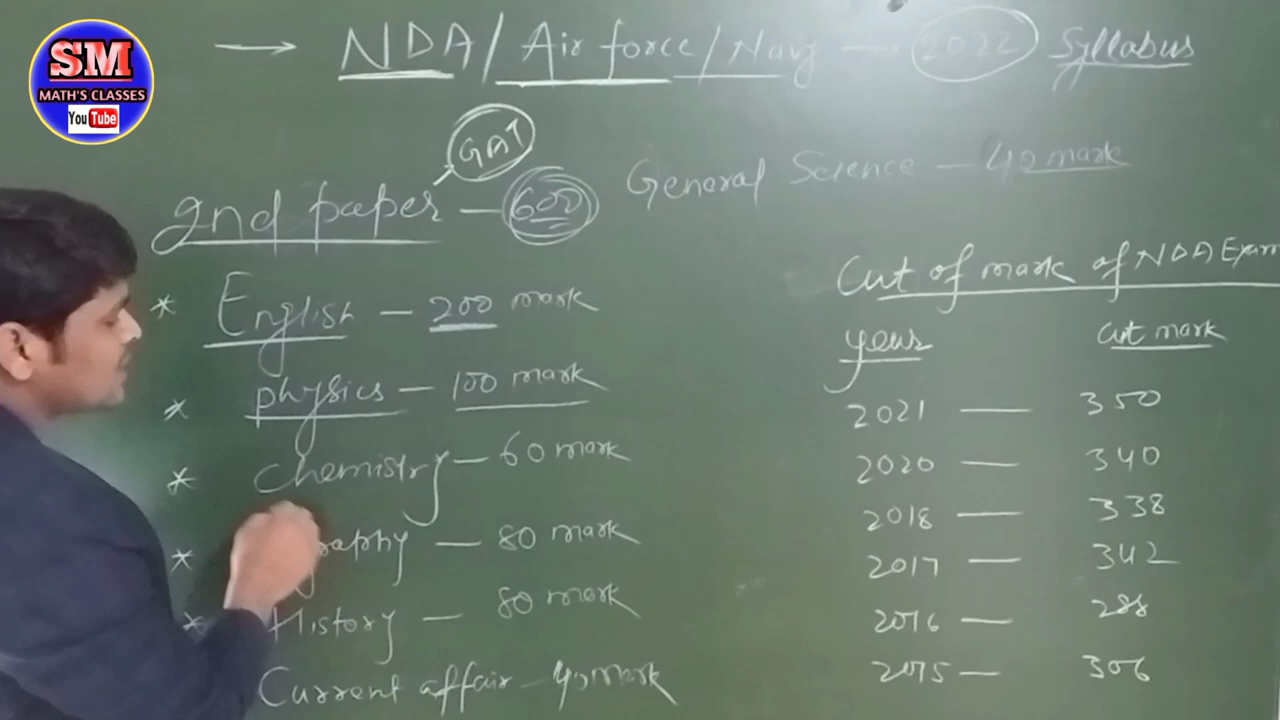 SM
MATH'S CLASSES
YouTube
NDA/Air force/Navy — 2022 Syllabus
GAT
2nd paper — 600
General Science — 40 mark
* English — 200 mark
* physics — 100 mark
* chemistry — 60 mark
* graphy — 80 mark
* History — 80 mark
Current affair — 40 mark
Cut of mark of NDA Exam
years cut mark
2021 — 350
2020 — 340
2018 — 338
2017 — 342
2016 — 288
2015 — 306